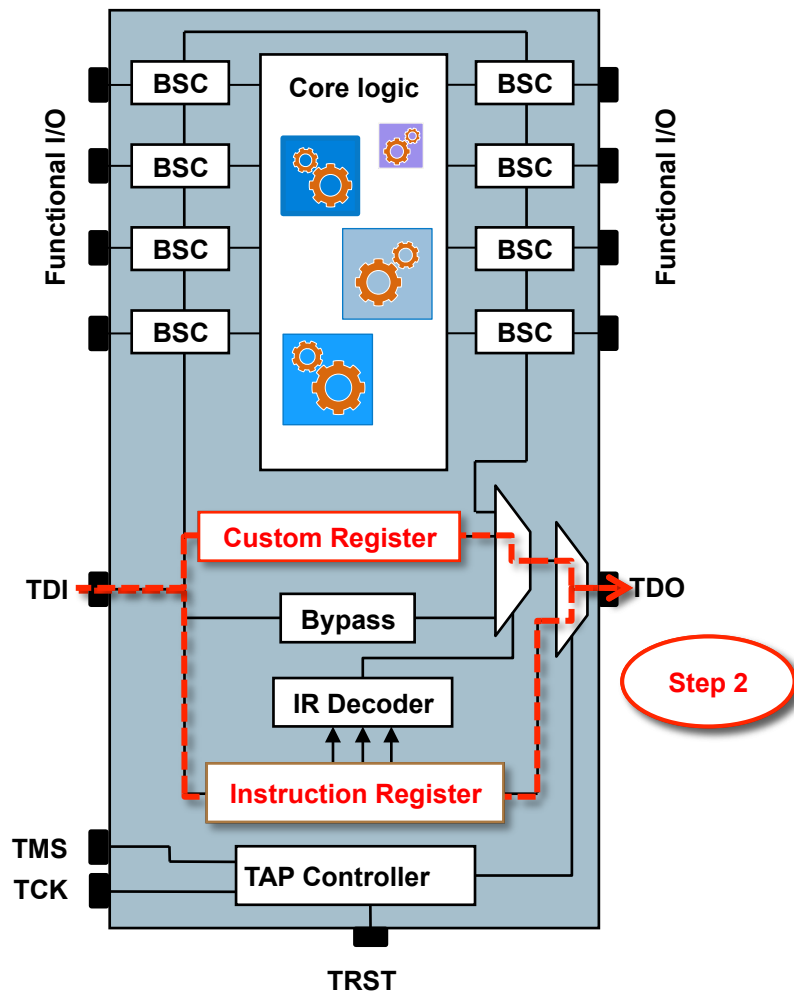 BSC
Core logic
BSC
Functional I/O
Functional I/O
BSC
BSC
BSC
BSC
BSC
BSC
Custom Register
TDI
TDO
Bypass
Step 2
IR Decoder
Instruction Register
TMS
TAP Controller
TCK
TRST